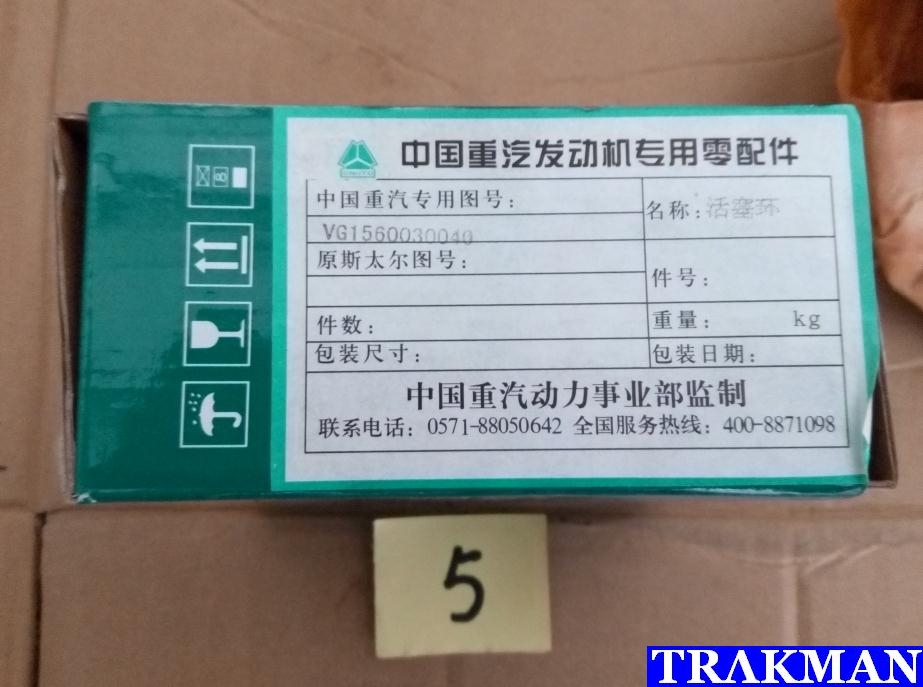 中国重汽发动机专用零配件
中国重汽专用图号：
名称：活塞环
VG1560030040
原斯太尔图号：
件号：
件数：
重量： kg
包装尺寸：
包装日期：
中国重汽动力事业部监制
联系电话：0571-88050642 全国服务热线：400-8871098
5
TRAKMAN